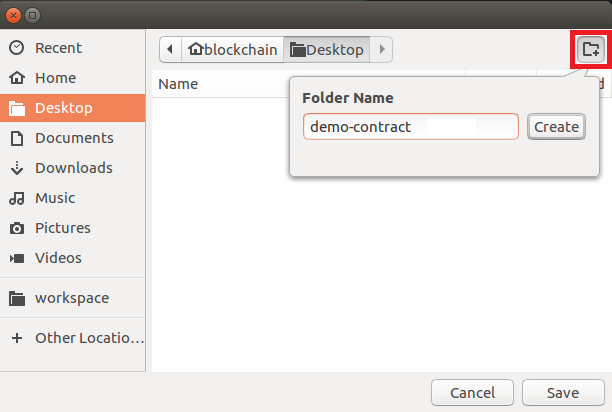 Recent
Home
Desktop
Documents
Downloads
Music
Pictures
Videos
workspace
Other Locatio...
blockchain Desktop
Name
d
Folder Name
demo-contract Create
Cancel Save